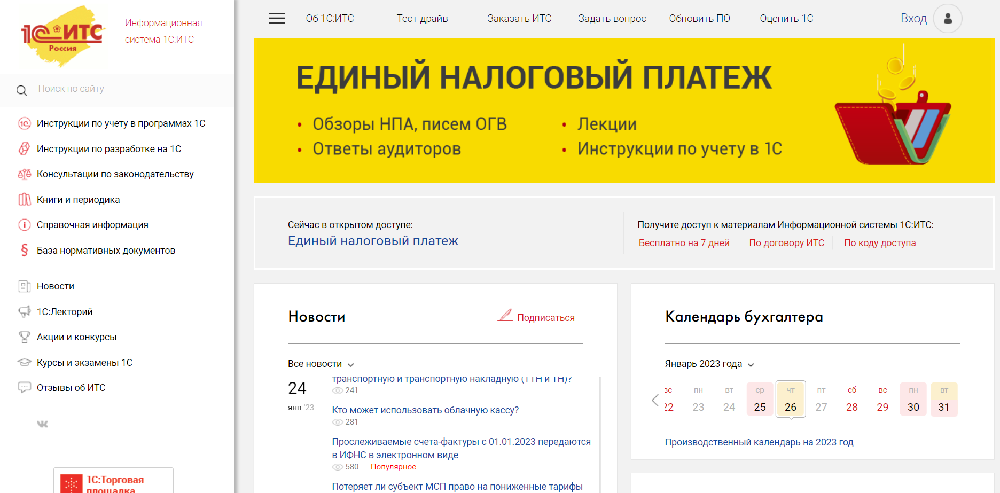 1С ИТС
Россия
Информационная
система 1С:ИТС
Поиск по сайту
Инструкции по учету в программах 1С
Инструкции по разработке на 1С
Консультации по законодательству
Книги и периодика
Справочная информация
База нормативных документов
Новости
1С:Лекторий
Акции и конкурсы
Курсы и экзамены 1С
Отзывы об ИТС
1С:Торговая
площадка
Об 1С:ИТС
Тест-драйв
Заказать ИТС
Задать вопрос
Обновить ПО
Оценить 1С
Вход
ЕДИНЫЙ НАЛОГОВЫЙ ПЛАТЕЖ
• Обзоры НПА, писем ОГВ
• Ответы аудиторов
• Лекции
• Инструкции по учету в 1С
Сейчас в открытом доступе:
Единый налоговый платеж
Получите доступ к материалам Информационной системы 1С:ИТС:
Бесплатно на 7 дней
По договору ИТС
По коду доступа
Новости
Подписаться
Все новости
24
янв '23
транспортную и транспортную накладную (ТТН и ТН)?
241
Кто может использовать облачную кассу?
281
Прослеживаемые счета-фактуры с 01.01.2023 передаются
в ИФНС в электронном виде
580 Популярное
Потеряет ли субъект МСП право на пониженные тарифы
Календарь бухгалтера
Январь 2023 года
вс пн вт ср чт пт сб вс пн вт
22 23 24 25 26 27 28 29 30 31
Производственный календарь на 2023 год